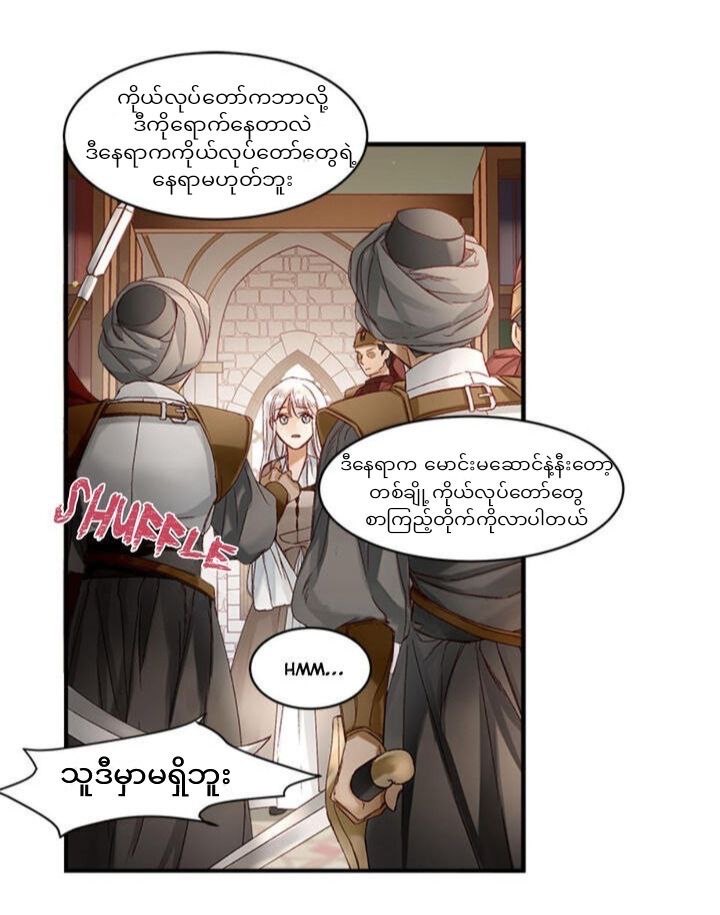 ကိုယ်လုပ်တော်ကဘာလို့
ဒီကိုရောက်နေတာလဲ
ဒီနေရာကကိုယ်လုပ်တော်တွေရဲ့
နေရာမဟုတ်ဘူး
ဒီနေရာက မောင်းမဆောင်နဲ့နီးတော့
တစ်ချို့ ကိုယ်လုပ်တော်တွေ
စာကြည့်တိုက်ကိုလာပါတယ်
SHUFFLE
HMM...
သူဒီမှာမရှိဘူး